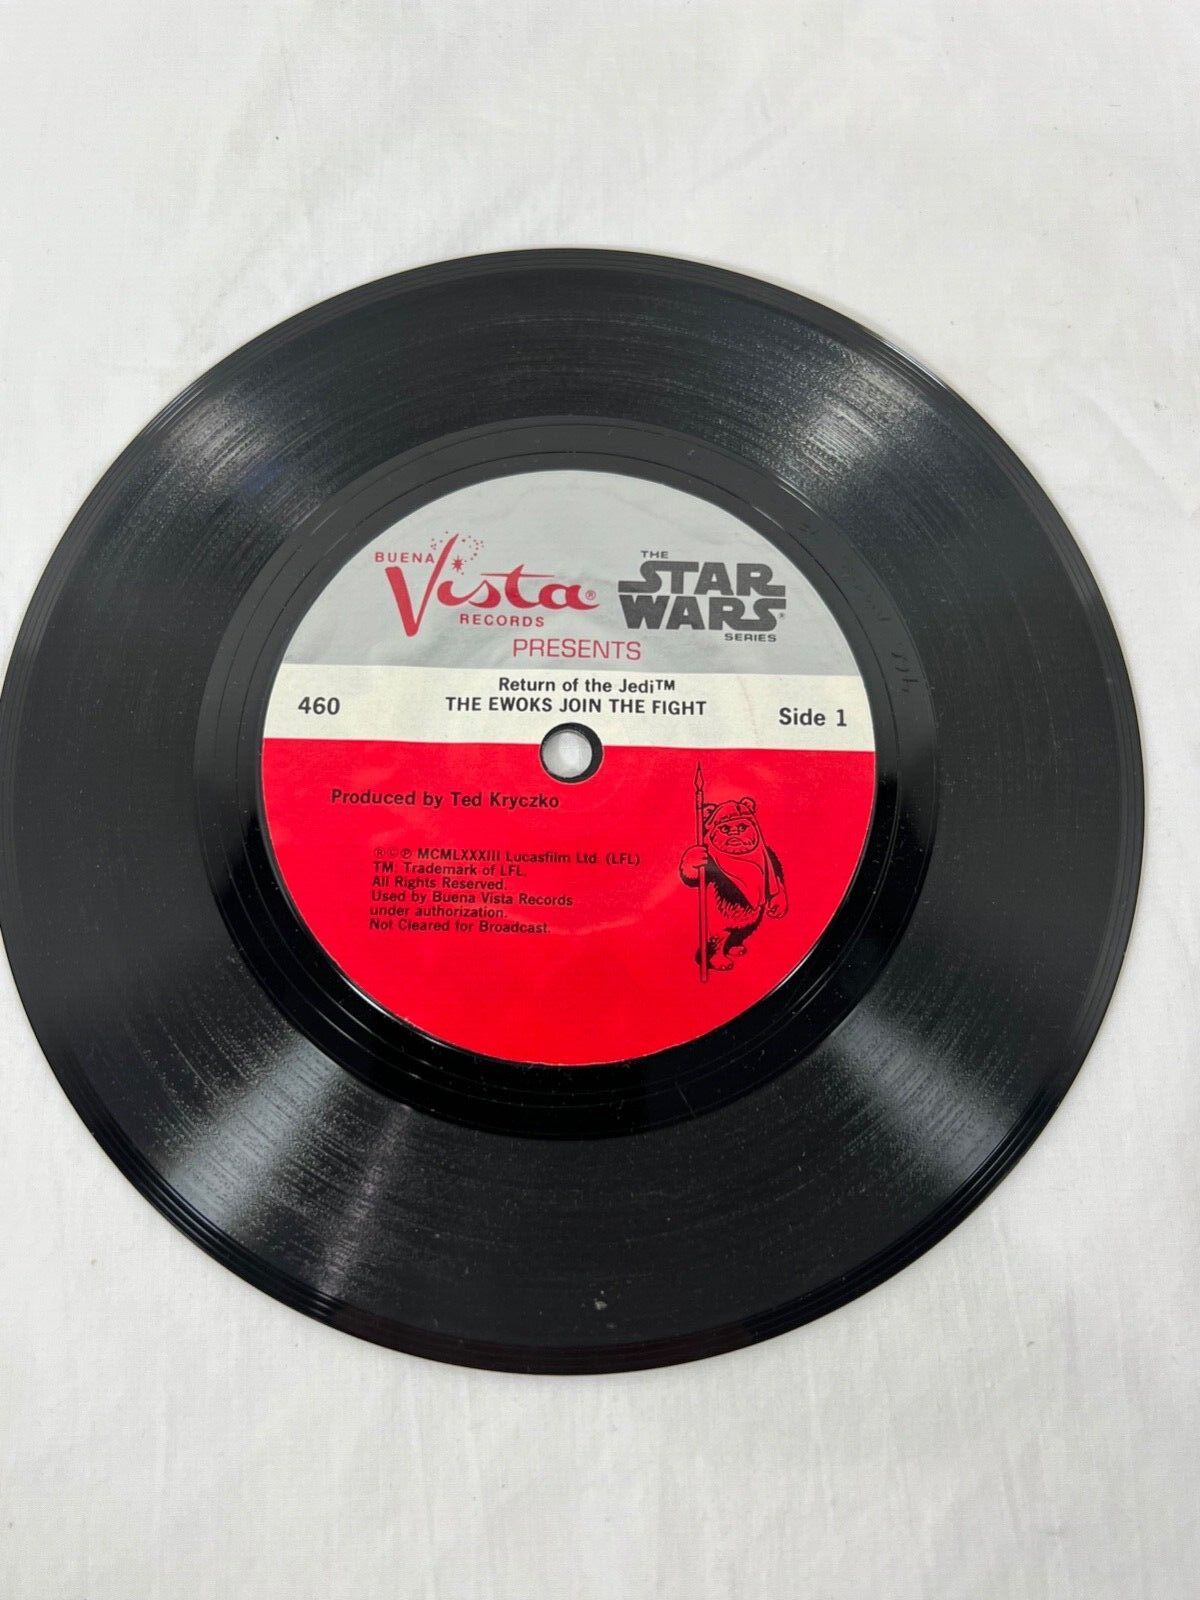 BUENA
Vista®
RECORDS
THE
STAR
WARS®
SERIES
PRESENTS
Return of the Jedi™
460 THE EWOKS JOIN THE FIGHT Side 1
Produced by Ted Kryczko
®©℗ MCMLXXXIII Lucasfilm Ltd. (LFL)
TM: Trademark of LFL.
All Rights Reserved.
Used by Buena Vista Records
under authorization.
Not Cleared for Broadcast.